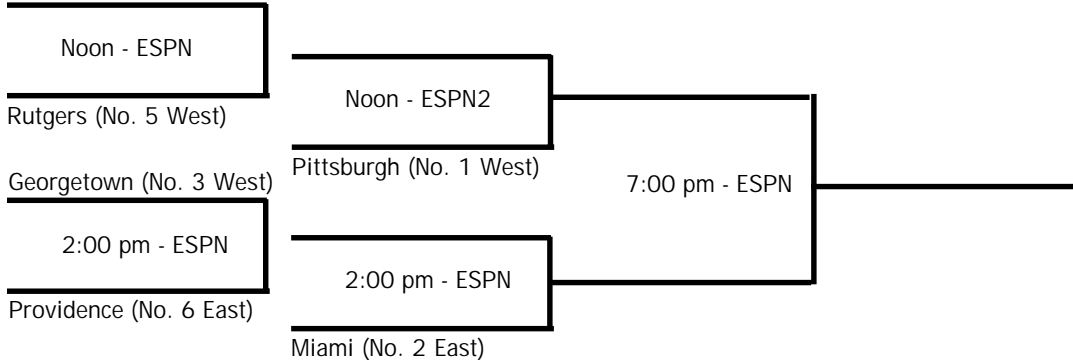 Noon - ESPN
Rutgers (No. 5 West)
Georgetown (No. 3 West)
2:00 pm - ESPN
Providence (No. 6 East)
Noon - ESPN2
Pittsburgh (No. 1 West)
2:00 pm - ESPN
Miami (No. 2 East)
7:00 pm - ESPN